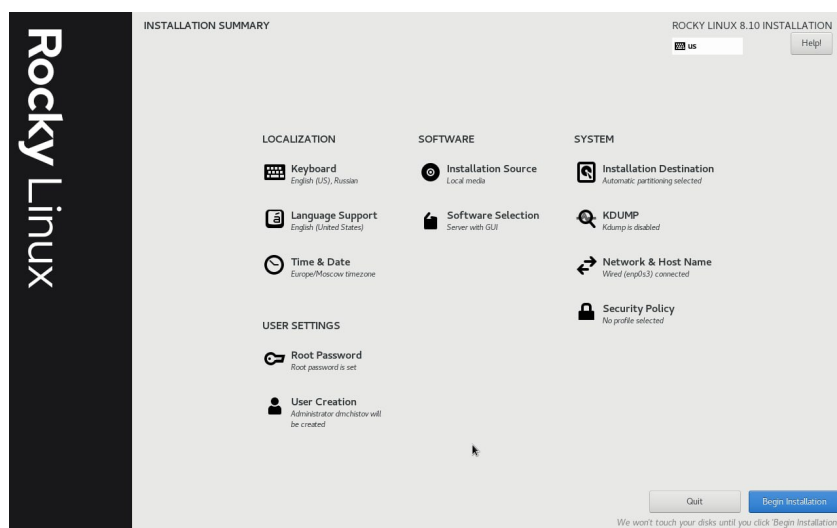 Rocky Linux
INSTALLATION SUMMARY
ROCKY LINUX 8.10 INSTALLATION
us
Help!
LOCALIZATION
Keyboard
English (US), Russian
Language Support
English (United States)
Time & Date
Europe/Moscow timezone
SOFTWARE
Installation Source
Local media
Software Selection
Server with GUI
SYSTEM
Installation Destination
Automatic partitioning selected
KDUMP
Kdump is disabled
Network & Host Name
Wired (enp0s3) connected
Security Policy
No profile selected
USER SETTINGS
Root Password
Root password is set
User Creation
Administrator dmchistov will
be created
Quit
Begin Installation
We won't touch your disks until you click 'Begin Installation